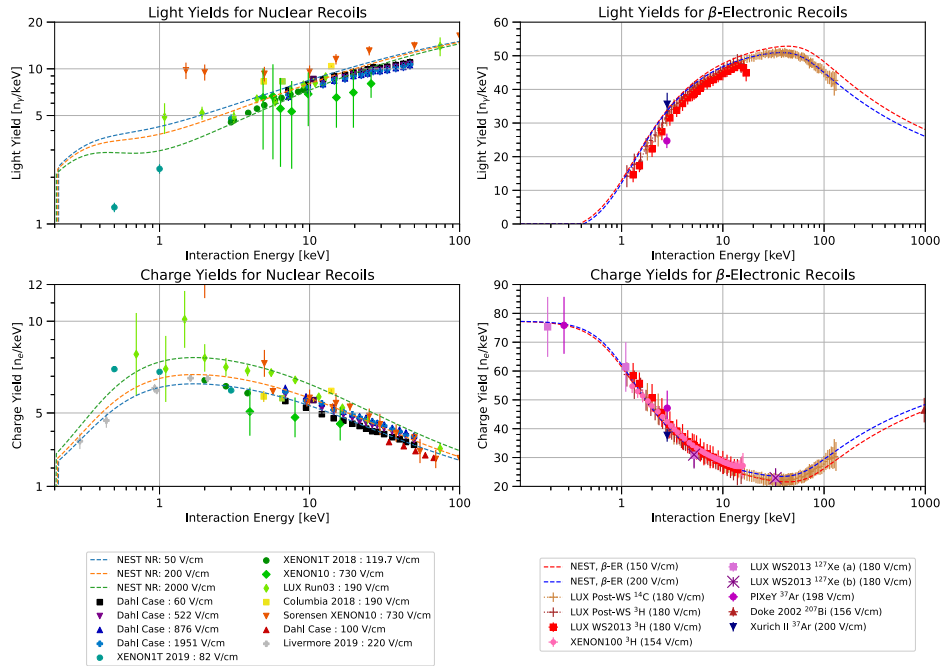 Light Yields for Nuclear Recoils
Light Yield [nγ/keV]
20
10
5
1
1
10
100
Interaction Energy [keV]
Light Yields for β-Electronic Recoils
Light Yield [nγ/keV]
60
50
40
30
20
10
0
1
10
100
1000
Interaction Energy [keV]
Charge Yields for Nuclear Recoils
Charge Yield [ne/keV]
12
10
5
1
1
10
100
Interaction Energy [keV]
Charge Yields for β-Electronic Recoils
Charge Yield [ne/keV]
90
80
70
60
50
40
30
20
1
10
100
1000
Interaction Energy [keV]
NEST NR: 50 V/cm
NEST NR: 200 V/cm
NEST NR: 2000 V/cm
Dahl Case : 60 V/cm
Dahl Case : 522 V/cm
Dahl Case : 876 V/cm
Dahl Case : 1951 V/cm
XENON1T 2019 : 82 V/cm
XENON1T 2018 : 119.7 V/cm
XENON10 : 730 V/cm
LUX Run03 : 190 V/cm
Columbia 2018 : 190 V/cm
Sorensen XENON10 : 730 V/cm
Dahl Case : 100 V/cm
Livermore 2019 : 220 V/cm
NEST, β-ER (150 V/cm)
NEST, β-ER (200 V/cm)
LUX Post-WS ¹⁴C (180 V/cm)
LUX Post-WS ³H (180 V/cm)
LUX WS2013 ³H (180 V/cm)
XENON100 ³H (154 V/cm)
LUX WS2013 ¹²⁷Xe (a) (180 V/cm)
LUX WS2013 ¹²⁷Xe (b) (180 V/cm)
PIXeY ³⁷Ar (198 V/cm)
Doke 2002 ²⁰⁷Bi (156 V/cm)
Xurich II ³⁷Ar (200 V/cm)